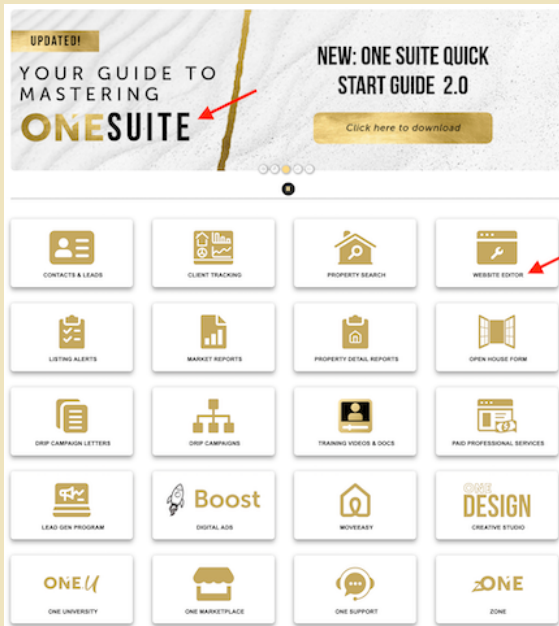 UPDATED!
YOUR GUIDE TO
MASTERING
ONESUITE
NEW: ONE SUITE QUICK
START GUIDE 2.0
Click here to download
CONTACTS & LEADS
CLIENT TRACKING
PROPERTY SEARCH
WEBSITE EDITOR
LISTING ALERTS
MARKET REPORTS
PROPERTY DETAIL REPORTS
OPEN HOUSE FORM
DRIP CAMPAIGN LETTERS
DRIP CAMPAIGNS
TRAINING VIDEOS & DOCS
PAID PROFESSIONAL SERVICES
LEAD GEN PROGRAM
Boost
DIGITAL ADS
MOVEEASY
ONE
DESIGN
CREATIVE STUDIO
ONE U
ONE UNIVERSITY
ONE MARKETPLACE
ONE SUPPORT
ZONE
ZONE